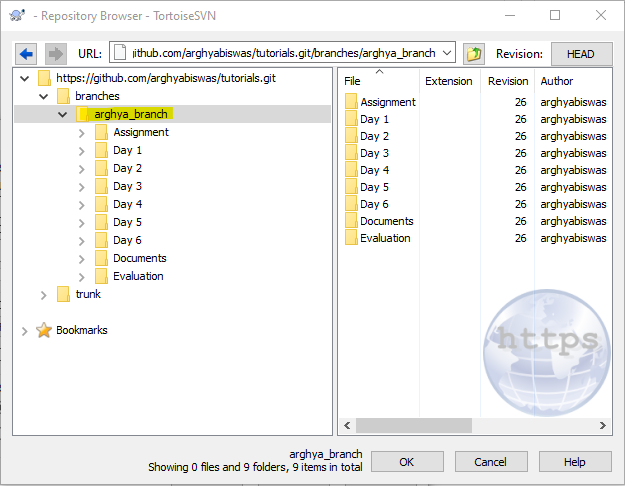 - Repository Browser - TortoiseSVN
URL: github.com/arghyabiswas/tutorials.git/branches/arghya_branch Revision: HEAD
https://github.com/arghyabiswas/tutorials.git
branches
arghya_branch
Assignment
Day 1
Day 2
Day 3
Day 4
Day 5
Day 6
Documents
Evaluation
trunk
Bookmarks
File Extension Revision Author
Assignment 26 arghyabiswas
Day 1 26 arghyabiswas
Day 2 26 arghyabiswas
Day 3 26 arghyabiswas
Day 4 26 arghyabiswas
Day 5 26 arghyabiswas
Day 6 26 arghyabiswas
Documents 26 arghyabiswas
Evaluation 26 arghyabiswas
https
arghya_branch
Showing 0 files and 9 folders, 9 items in total
OK Cancel Help